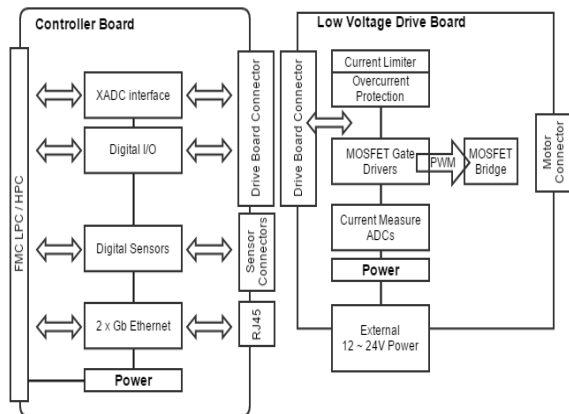 Controller Board
FMC LPC / HPC
XADC interface
Digital I/O
Digital Sensors
2 x Gb Ethernet
Power
Drive Board Connector
Sensor
Connectors
RJ45
Low Voltage Drive Board
Drive Board Connector
Current Limiter
Overcurrent
Protection
MOSFET Gate
Drivers
PWM
MOSFET
Bridge
Current Measure
ADCs
Power
External
12 ~ 24V Power
Motor
Connector